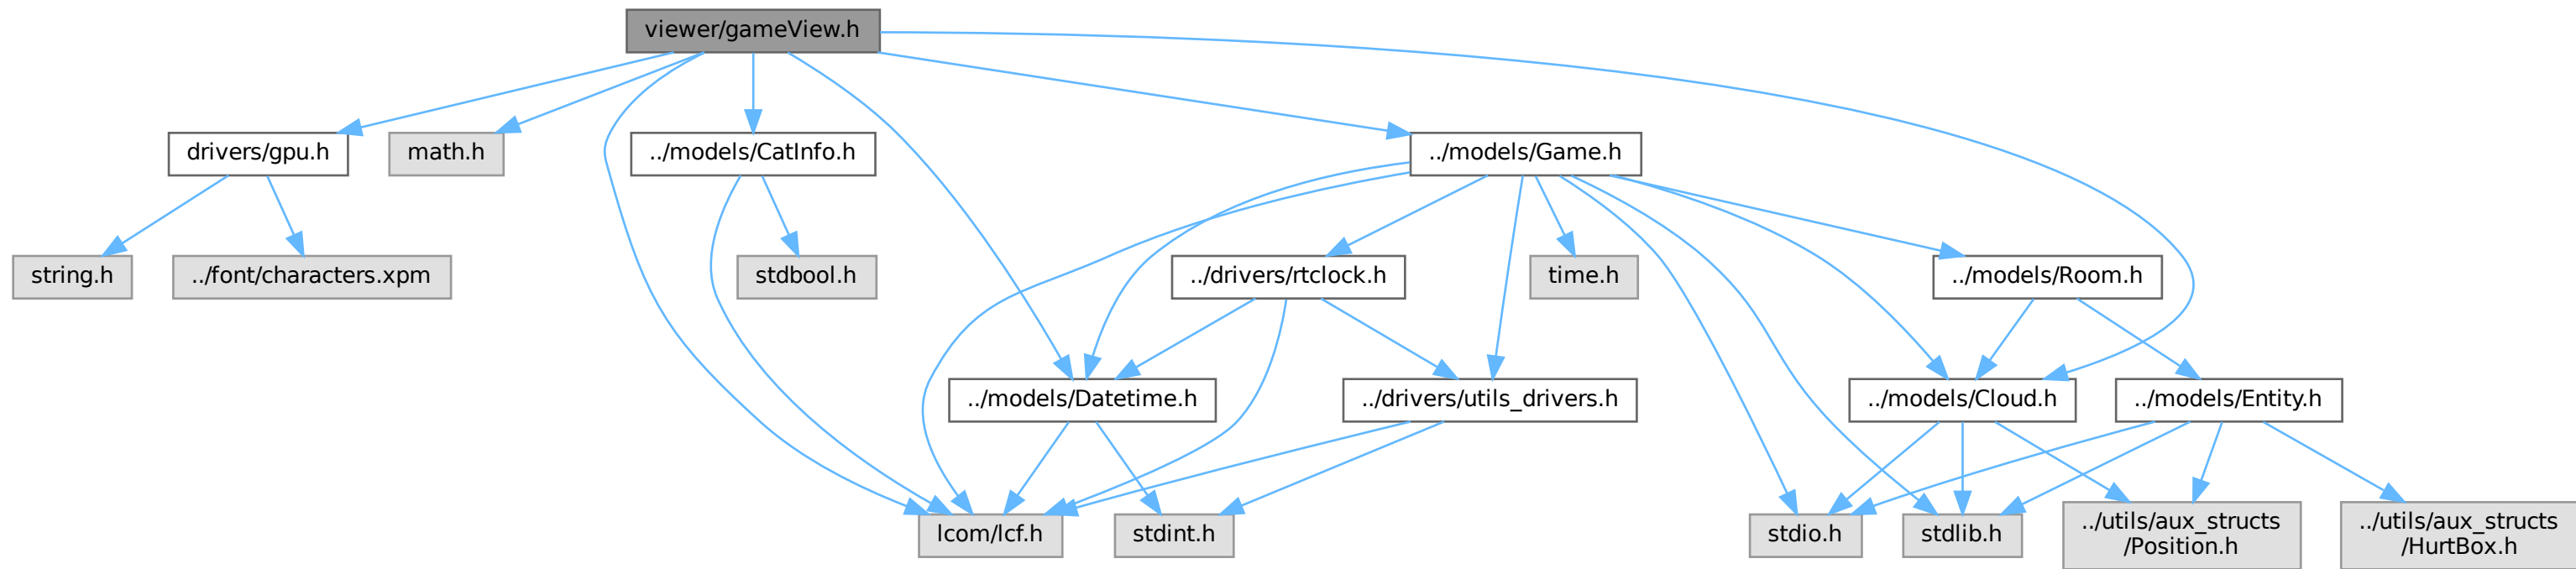 viewer/gameView.h
drivers/gpu.h
math.h
../models/CatInfo.h
../models/Game.h
string.h
../font/characters.xpm
stdbool.h
../drivers/rtclock.h
time.h
../models/Room.h
../models/Datetime.h
../drivers/utils_drivers.h
../models/Cloud.h
../models/Entity.h
lcom/lcf.h
stdint.h
stdio.h
stdlib.h
../utils/aux_structs
/Position.h
../utils/aux_structs
/HurtBox.h